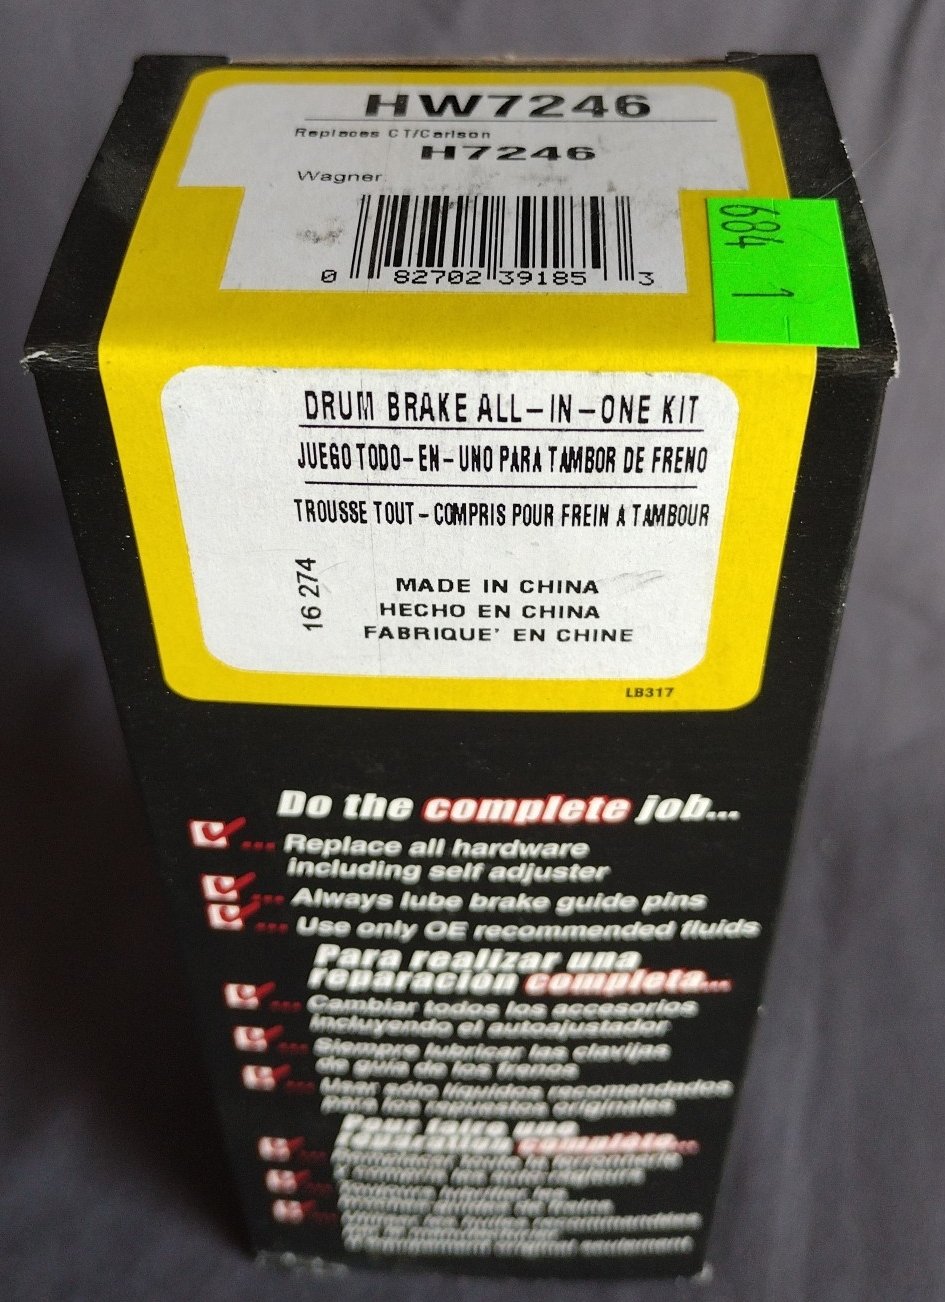 HW7246
Replaces CT/Carlson
H7246
Wagner
0 82702 39185 3
684 1
DRUM BRAKE ALL-IN-ONE KIT
JUEGO TODO-EN-UNO PARA TAMBOR DE FRENO
TROUSSE TOUT-COMPRIS POUR FREIN A TAMBOUR
16 274
MADE IN CHINA
HECHO EN CHINA
FABRIQUE' EN CHINE
LB317
Do the complete job...
... Replace all hardware
including self adjuster
... Always lube brake guide pins
... Use only OE recommended fluids
Para realizar una
reparación completa...
... Cambiar todos los accesorios
incluyendo el autoajustador
... Siempre lubricar las clavijas
de guía de los frenos
... Usar sólo líquidos recomendados
para los repuestos originales
Pour faire une
réparation complète...